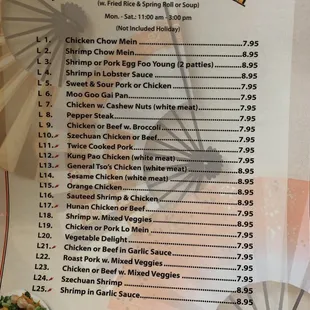 (w. Fried Rice & Spring Roll or Soup)
Mon. - Sat.: 11:00 am - 3:00 pm
(Not Included Holiday)
L 1. Chicken Chow Mein 7.95
L 2. Shrimp Chow Mein 7.95
L 3. Shrimp or Pork Egg Foo Young (2 patties) 7.95
L 4. Shrimp in Lobster Sauce 8.95
L 5. Sweet & Sour Pork or Chicken 7.95
L 6. Moo Goo Gai Pan 7.95
L 7. Chicken w. Cashew Nuts (white meat) 7.95
L 8. Pepper Steak 7.95
L 9. Chicken or Beef w. Broccoli 7.95
L10. Szechuan Chicken or Beef 7.95
L11. Twice Cooked Pork 7.95
L12. Kung Pao Chicken (white meat) 7.95
L13. General Tso's Chicken (white meat) 8.95
L14. Sesame Chicken (white meat) 8.95
L15. Orange Chicken 8.95
L16. Sauteed Shrimp & Chicken 8.95
L17. Hunan Chicken or Beef 7.95
L18. Shrimp w. Mixed Veggies 7.95
L19. Chicken or Pork Lo Mein 7.95
L20. Vegetable Delight 7.95
L21. Chicken or Beef in Garlic Sauce 7.95
L22. Roast Pork w. Mixed Veggies 7.95
L23. Chicken or Beef w. Mixed Veggies 7.95
L24. Szechuan Shrimp 8.95
L25. Shrimp in Garlic Sauce 8.95